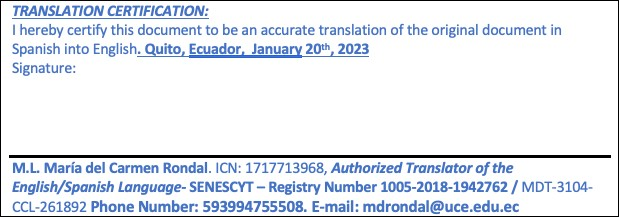 TRANSLATION CERTIFICATION:
I hereby certify this document to be an accurate translation of the original document in
Spanish into English. Quito, Ecuador, January 20th, 2023
Signature:
M.L. María del Carmen Rondal. ICN: 1717713968, Authorized Translator of the
English/Spanish Language- SENESCYT – Registry Number 1005-2018-1942762 / MDT-3104-
CCL-261892 Phone Number: 593994755508. E-mail: mdrondal@uce.edu.ec